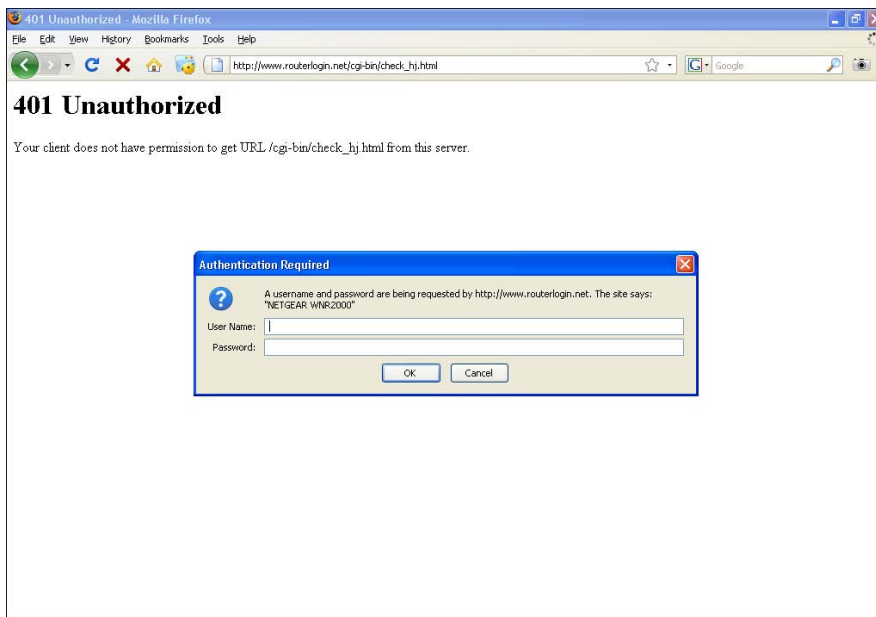 401 Unauthorized - Mozilla Firefox
File Edit View History Bookmarks Tools Help
http://www.routerlogin.net/cgi-bin/check_hj.html
G Google
401 Unauthorized
Your client does not have permission to get URL /cgi-bin/check_hj.html from this server.
Authentication Required
A username and password are being requested by http://www.routerlogin.net. The site says:
"NETGEAR WNR2000"
User Name:
Password:
OK Cancel